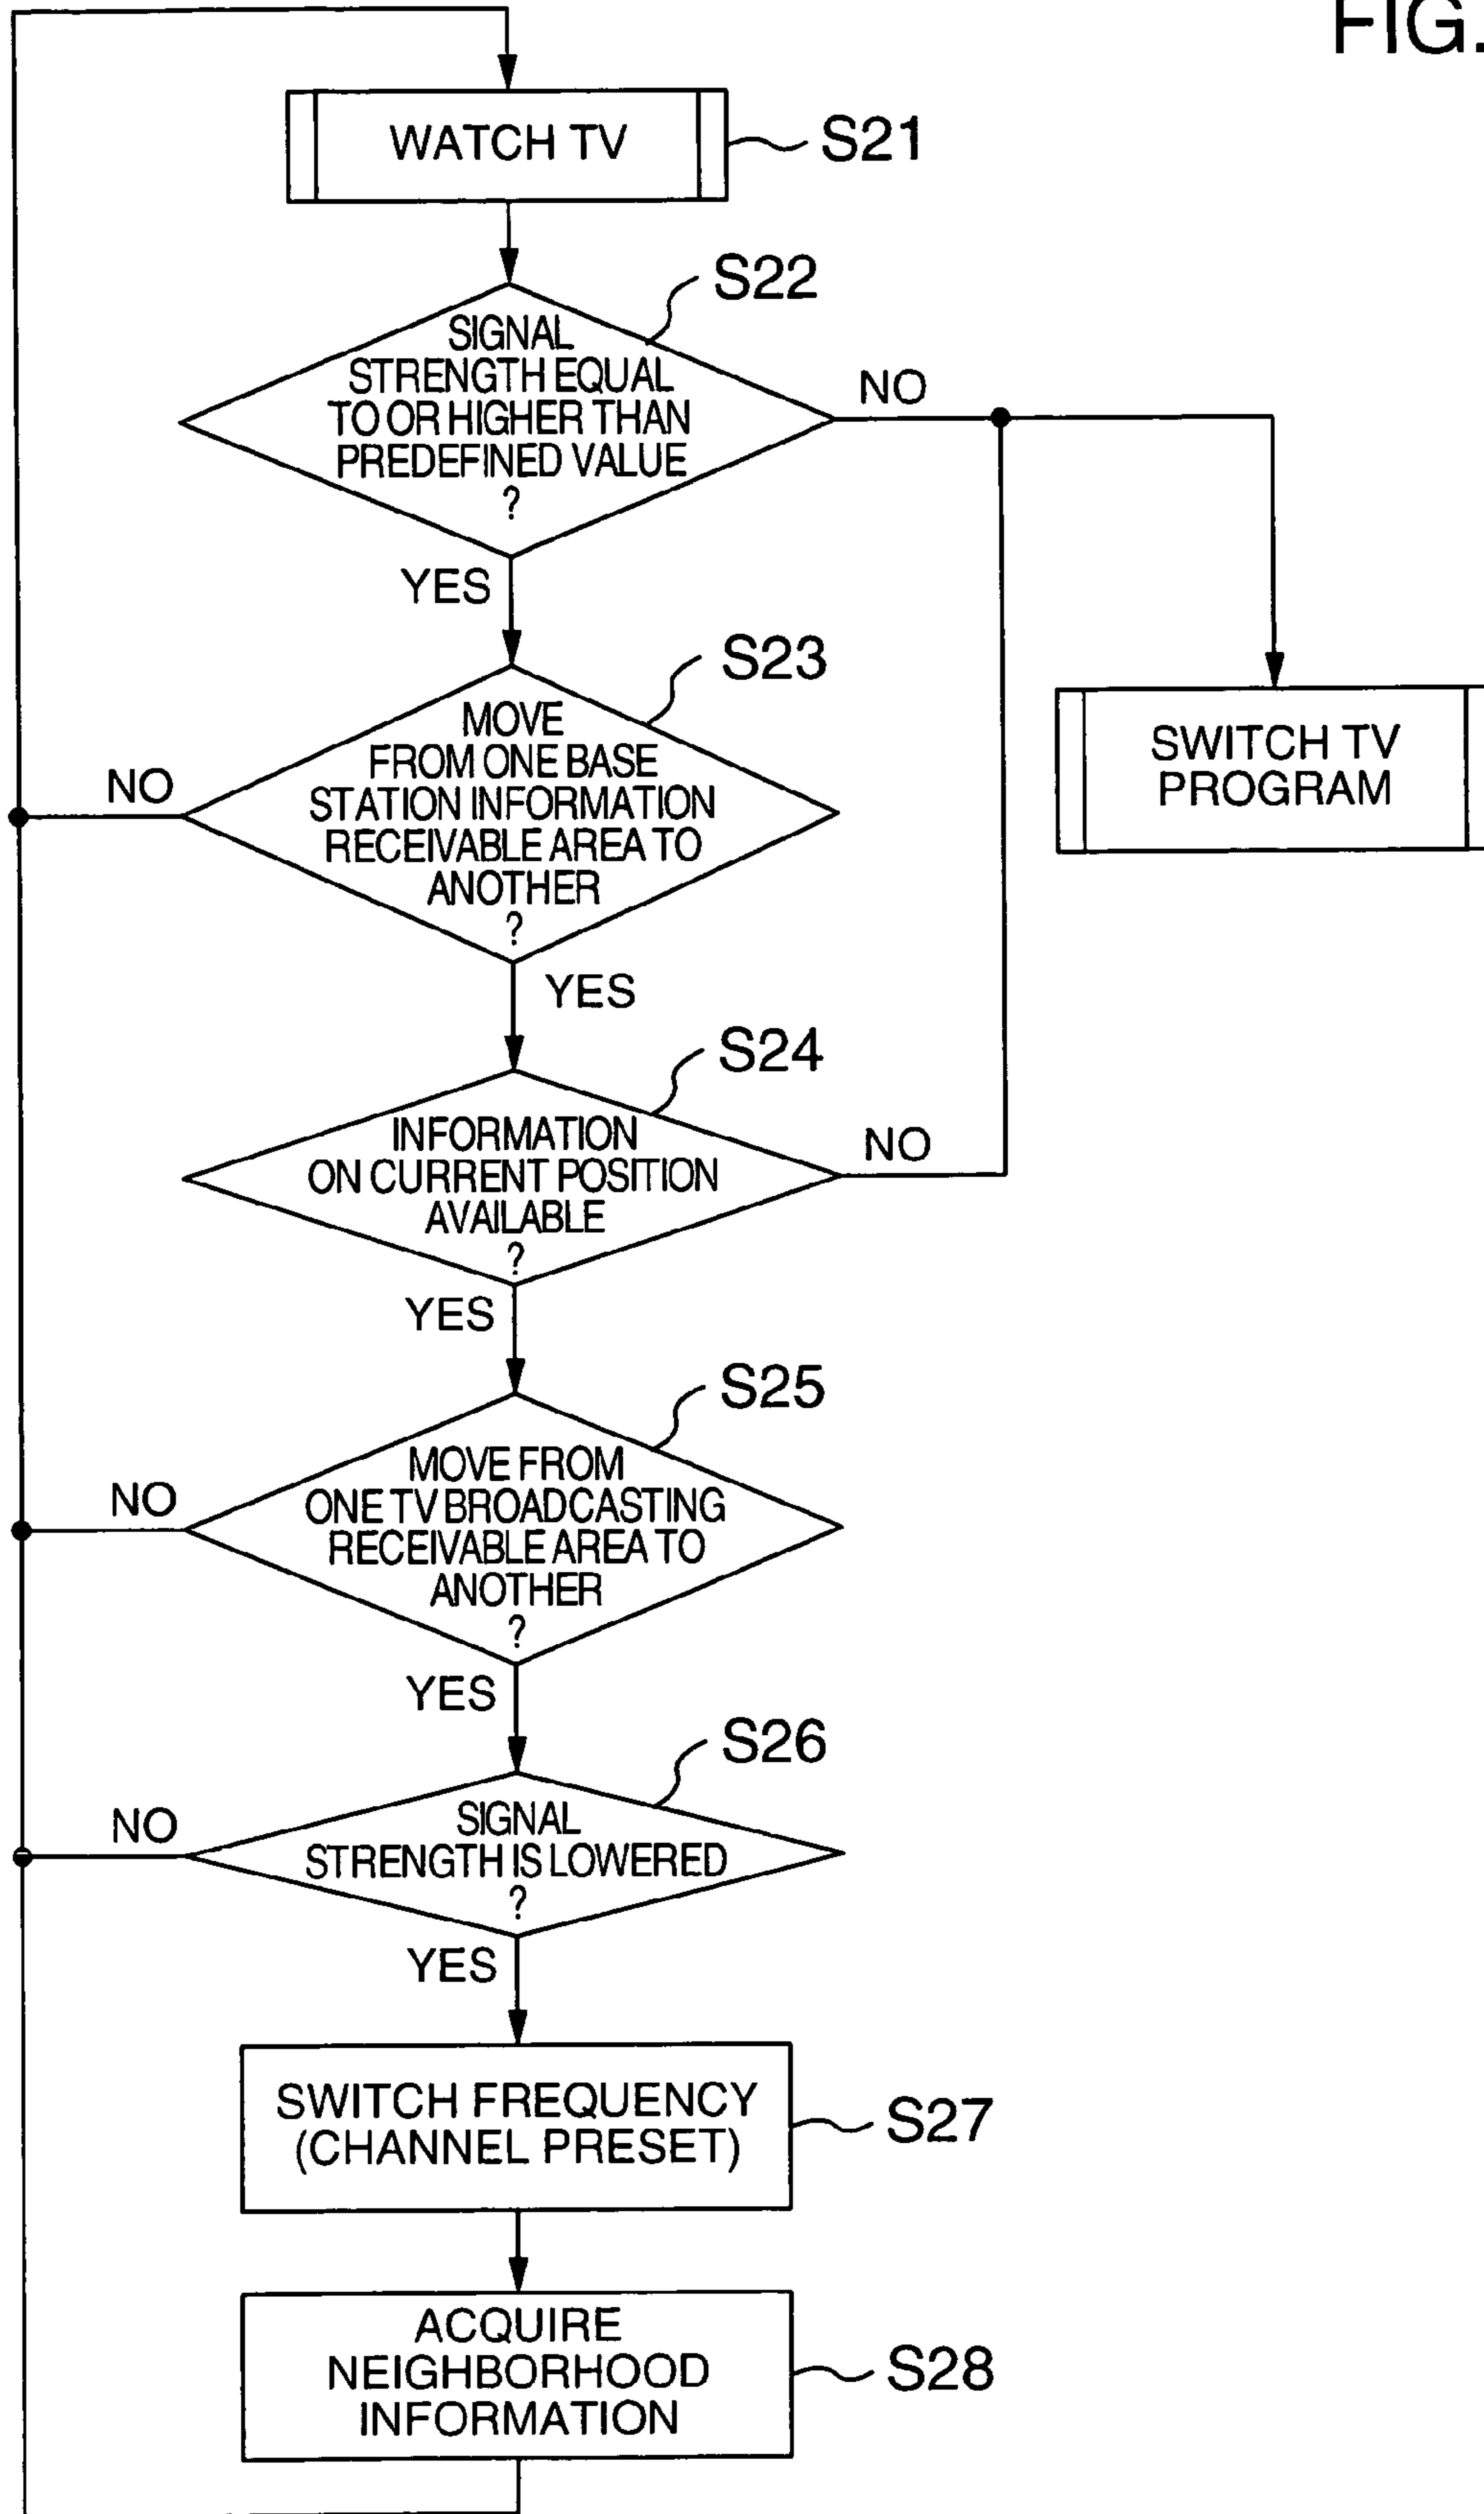 FIG.
WATCH TV
S21
S22
SIGNAL
STRENGTH EQUAL
TO OR HIGHER THAN
PREDEFINED VALUE
?
NO
YES
S23
MOVE
FROM ONE BASE
STATION INFORMATION
RECEIVABLE AREA TO
ANOTHER
?
NO
SWITCH TV
PROGRAM
YES
S24
INFORMATION
ON CURRENT POSITION
AVAILABLE
?
NO
YES
S25
MOVE FROM
ONE TV BROADCASTING
RECEIVABLE AREA TO
ANOTHER
?
NO
YES
S26
SIGNAL
STRENGTH IS LOWERED
?
NO
YES
SWITCH FREQUENCY
(CHANNEL PRESET)
S27
ACQUIRE
NEIGHBORHOOD
INFORMATION
S28